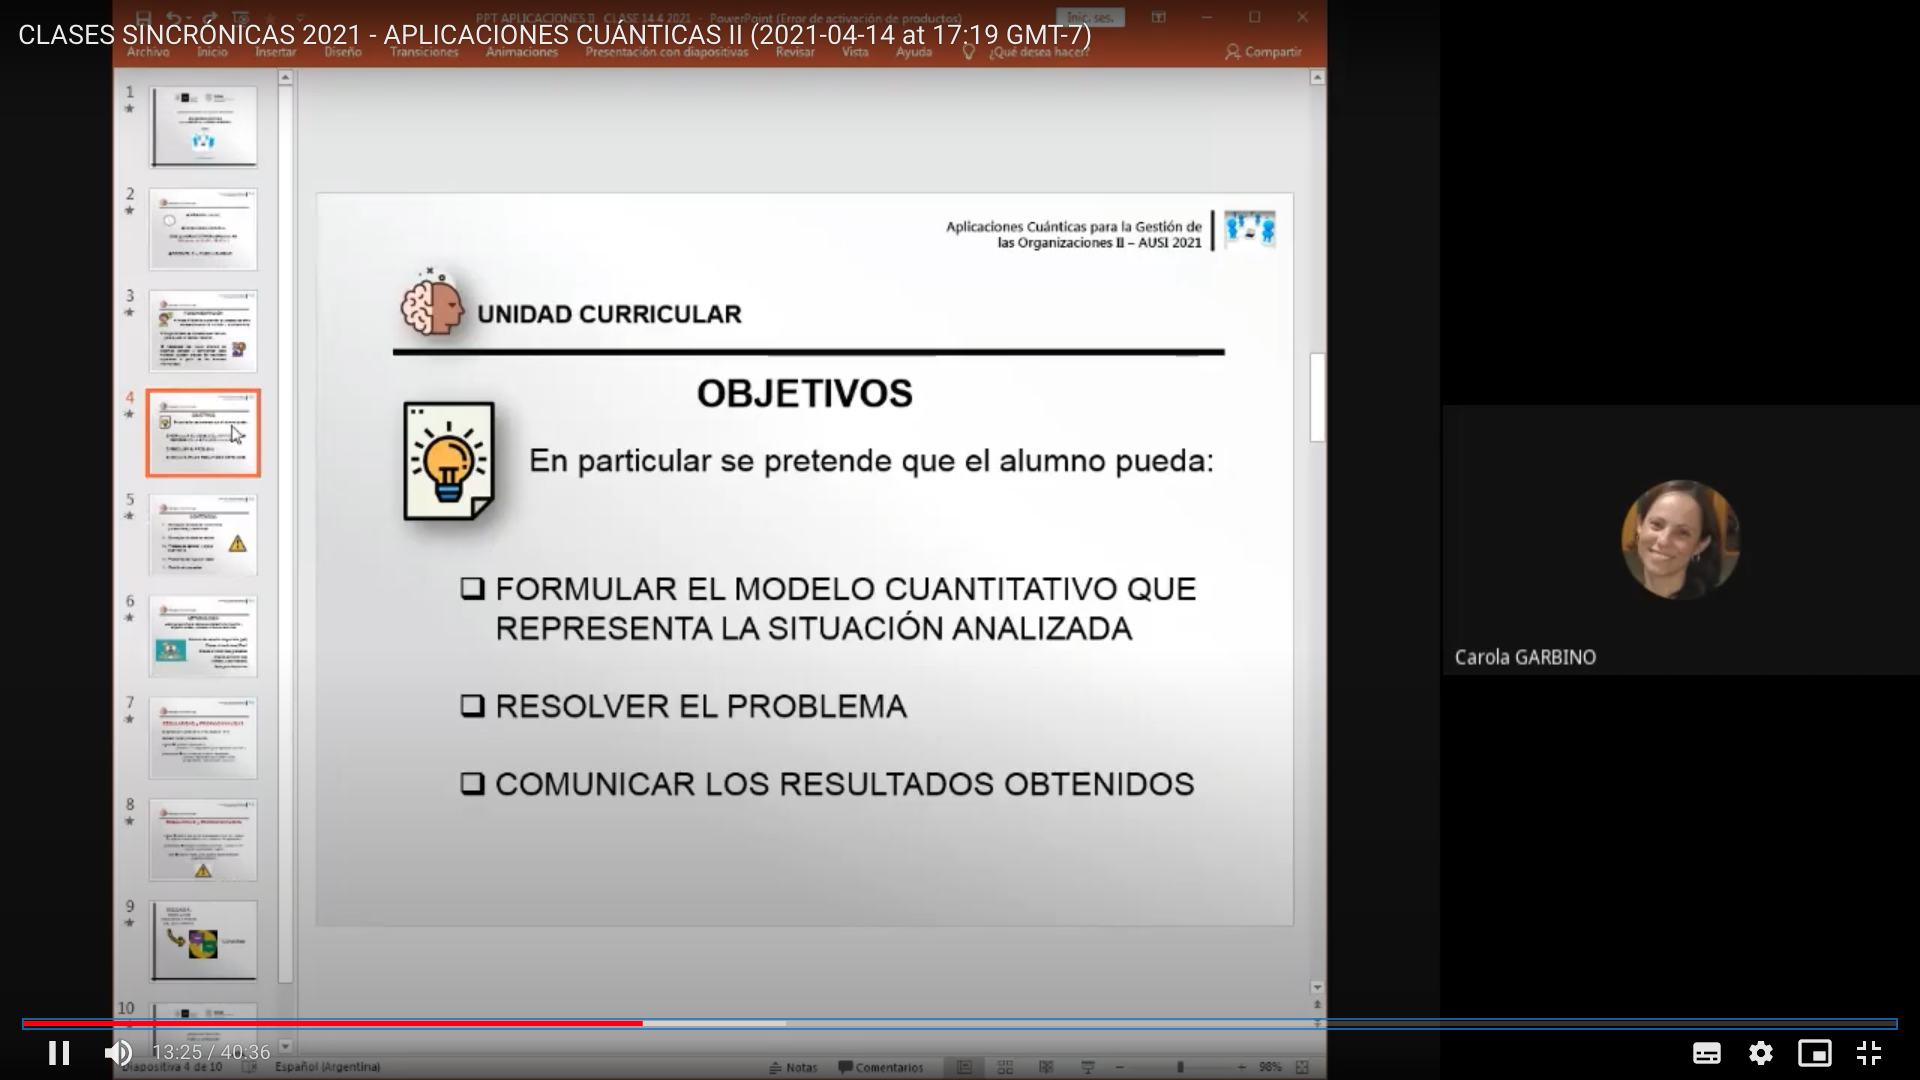 PPT APLICACIONES II CLASE 14 4 2021 - PowerPoint (Error de activación de productos)
Inic. ses.
CLASES SINCRÓNICAS 2021 - APLICACIONES CUÁNTICAS II (2021-04-14 at 17:19 GMT-7)
Archivo Inicio Insertar Diseño Transiciones Animaciones Presentación con diapositivas Revisar Vista Ayuda ¿Qué desea hacer? Compartir
1
2
3
4
5
6
7
8
9
10
Aplicaciones Cuánticas para la Gestión de
las Organizaciones II – AUSI 2021
UNIDAD CURRICULAR
OBJETIVOS
En particular se pretende que el alumno pueda:
❑ FORMULAR EL MODELO CUANTITATIVO QUE
REPRESENTA LA SITUACIÓN ANALIZADA
❑ RESOLVER EL PROBLEMA
❑ COMUNICAR LOS RESULTADOS OBTENIDOS
Carola GARBINO
13:25 / 40:36
Diapositiva 4 de 10 Español (Argentina) Notas Comentarios 98%